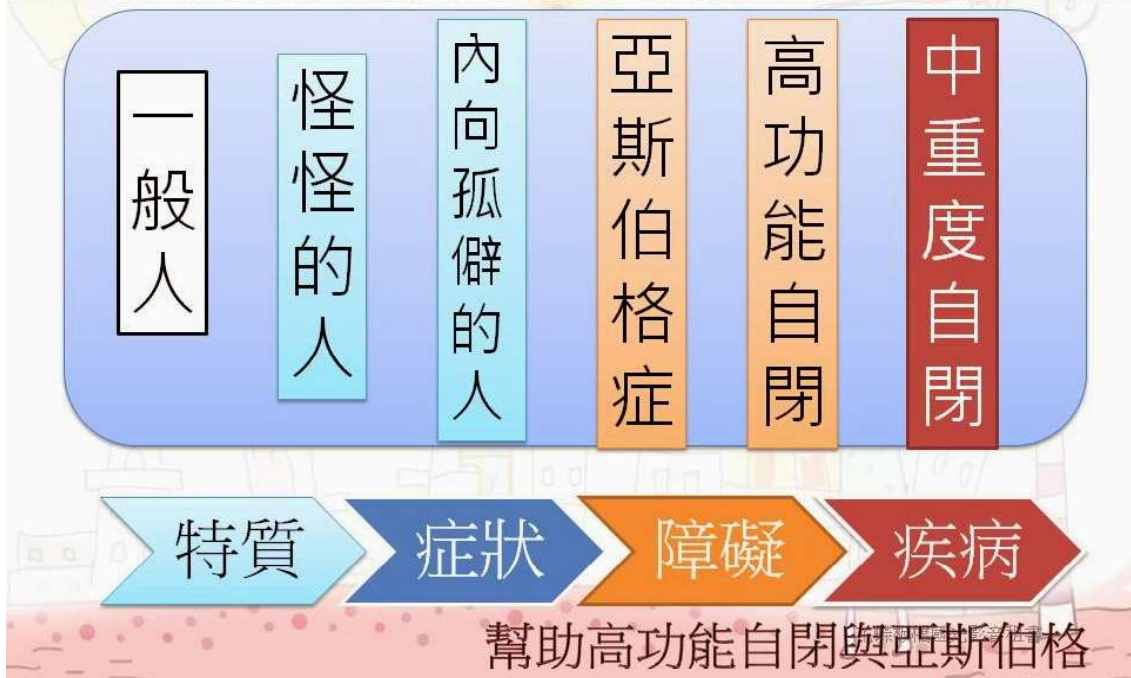 一般人
怪怪的人
內向孤僻的人
亞斯伯格症
高功能自閉
中重度自閉
特質
症狀
障礙
疾病
幫助高功能自閉與亞斯伯格